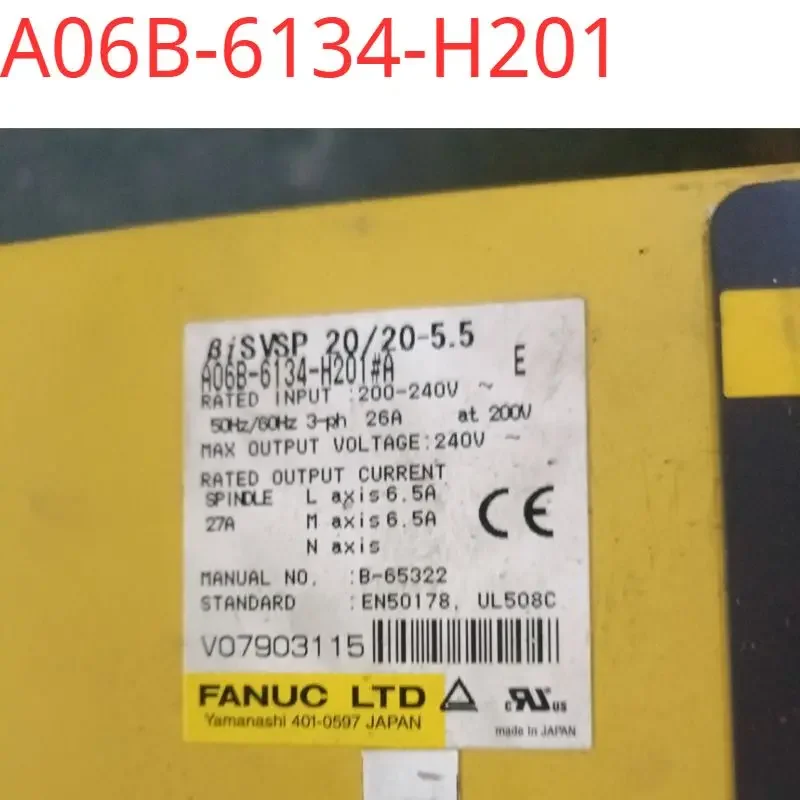 A06B-6134-H201
βiSVSP 20/20-5.5
E
A06B-6134-H201#A
RATED INPUT :200-240V ~
50Hz/60Hz 3-ph 26A at 200V
MAX OUTPUT VOLTAGE:240V ~
RATED OUTPUT CURRENT
SPINDLE L axis 6.5A
27A M axis 6.5A
N axis
CE
MANUAL NO. :B-65322
STANDARD :EN50178, UL508C
V07903115
FANUC LTD
Yamanashi 401-0597 JAPAN
c RU us
made in JAPAN